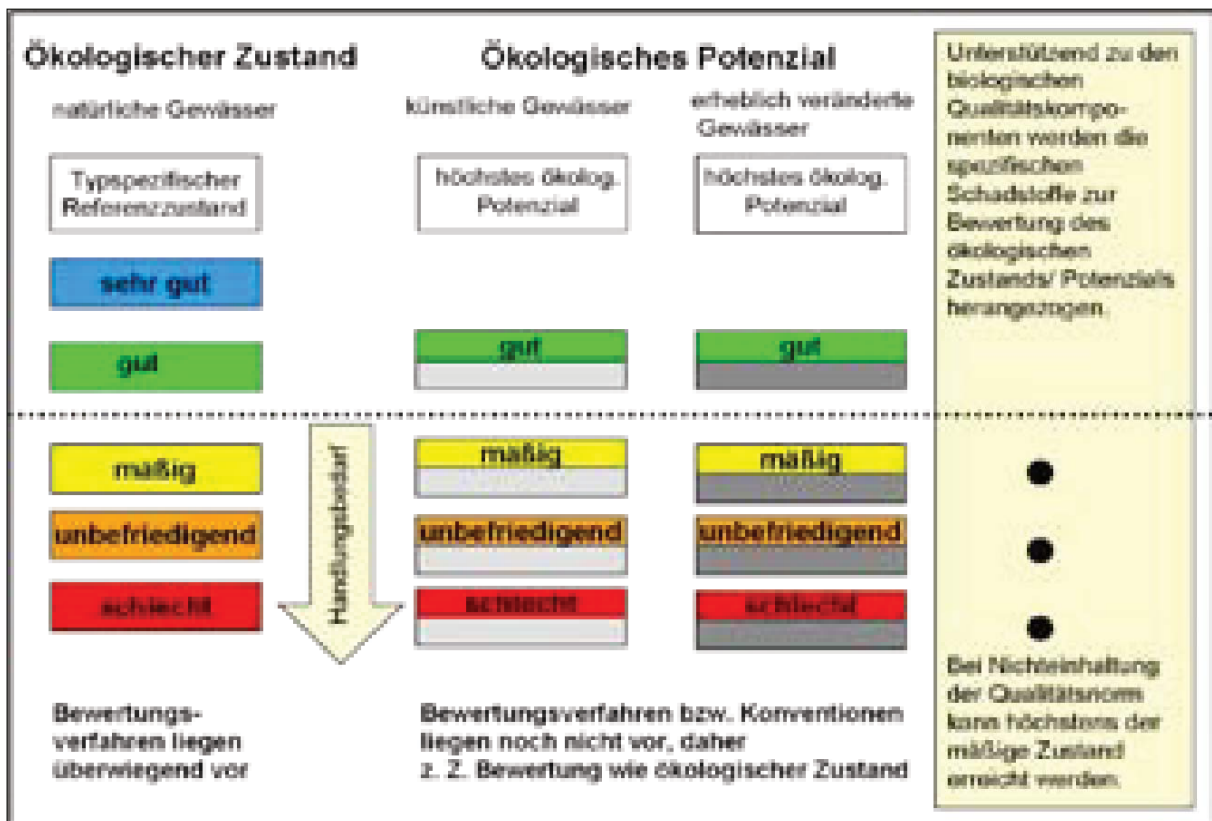 Ökologischer Zustand
natürliche Gewässer
Typspezifischer
Referenzzustand
sehr gut
gut
mäßig
unbefriedigend
schlecht
Bewertungs-
verfahren liegen
überwiegend vor
Handlungsbedarf
Ökologisches Potenzial
künstliche Gewässer
höchstes ökolog.
Potenzial
gut
mäßig
unbefriedigend
schlecht
erheblich veränderte
Gewässer
höchstes ökolog.
Potenzial
gut
mäßig
unbefriedigend
schlecht
Bewertungsverfahren bzw. Konventionen
liegen noch nicht vor, daher
z. Z. Bewertung wie ökologischer Zustand
Unterstützend zu den
biologischen
Qualitätskompo-
nenten werden die
spezifischen
Schadstoffe zur
Bewertung des
ökologischen
Zustands/ Potenzials
herangezogen.
Bei Nichteinhaltung
der Qualitätsnorm
kann höchstens der
mäßige Zustand
erreicht werden.